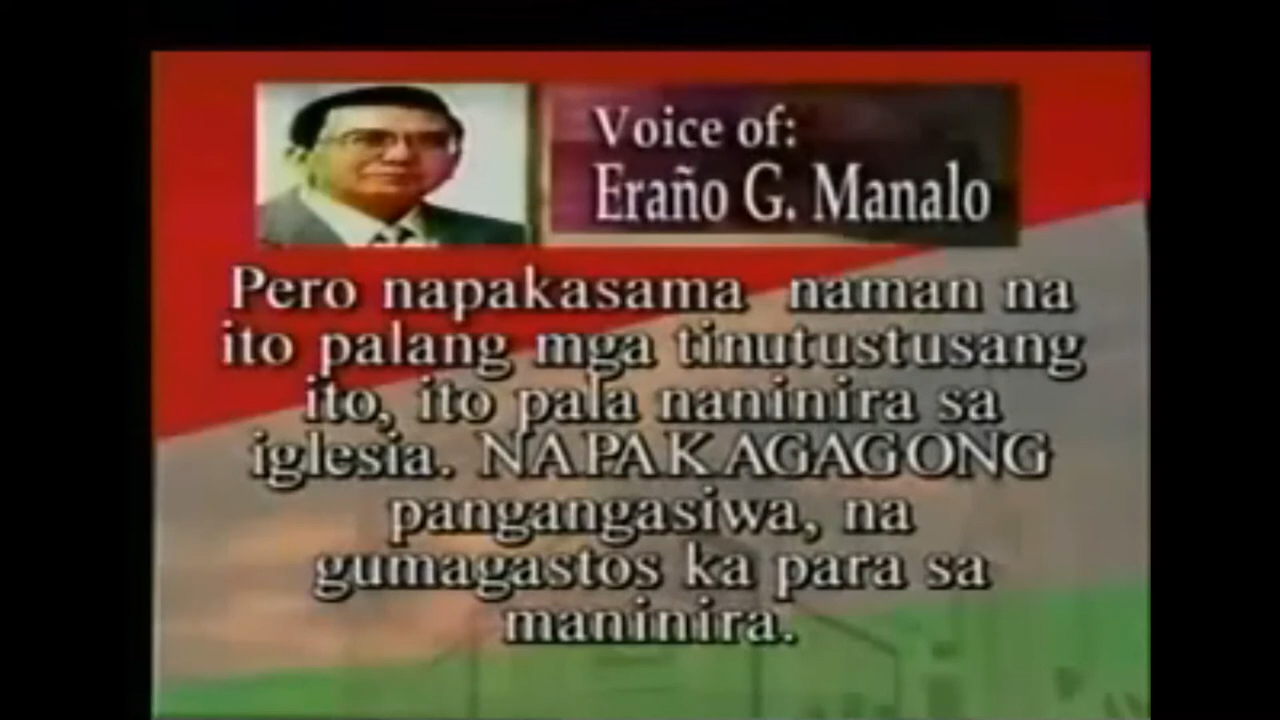 Voice of:
Eraño G. Manalo
Pero napakasama naman na
ito palang mga tinutustusang
ito, ito pala naninira sa
iglesia. NAPAKAGAGONG
pangangasiwa, na
gumagastos ka para sa
maninira.